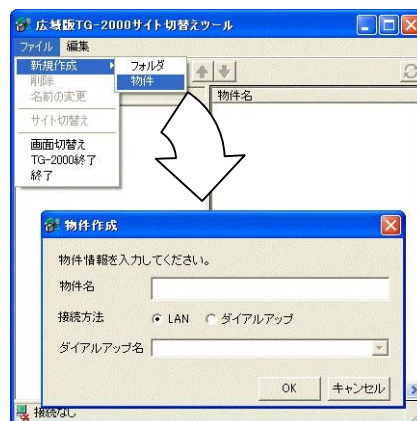 広域版TG-2000サイト切替えツール
ファイル 編集
新規作成 フォルダ
削除 物件
名前の変更 物件名
サイト切替え
画面切替え
TG-2000終了
終了
物件作成
物件情報を入力してください。
物件名
接続方法 LAN ダイアルアップ
ダイアルアップ名
OK キャンセル
接続なし